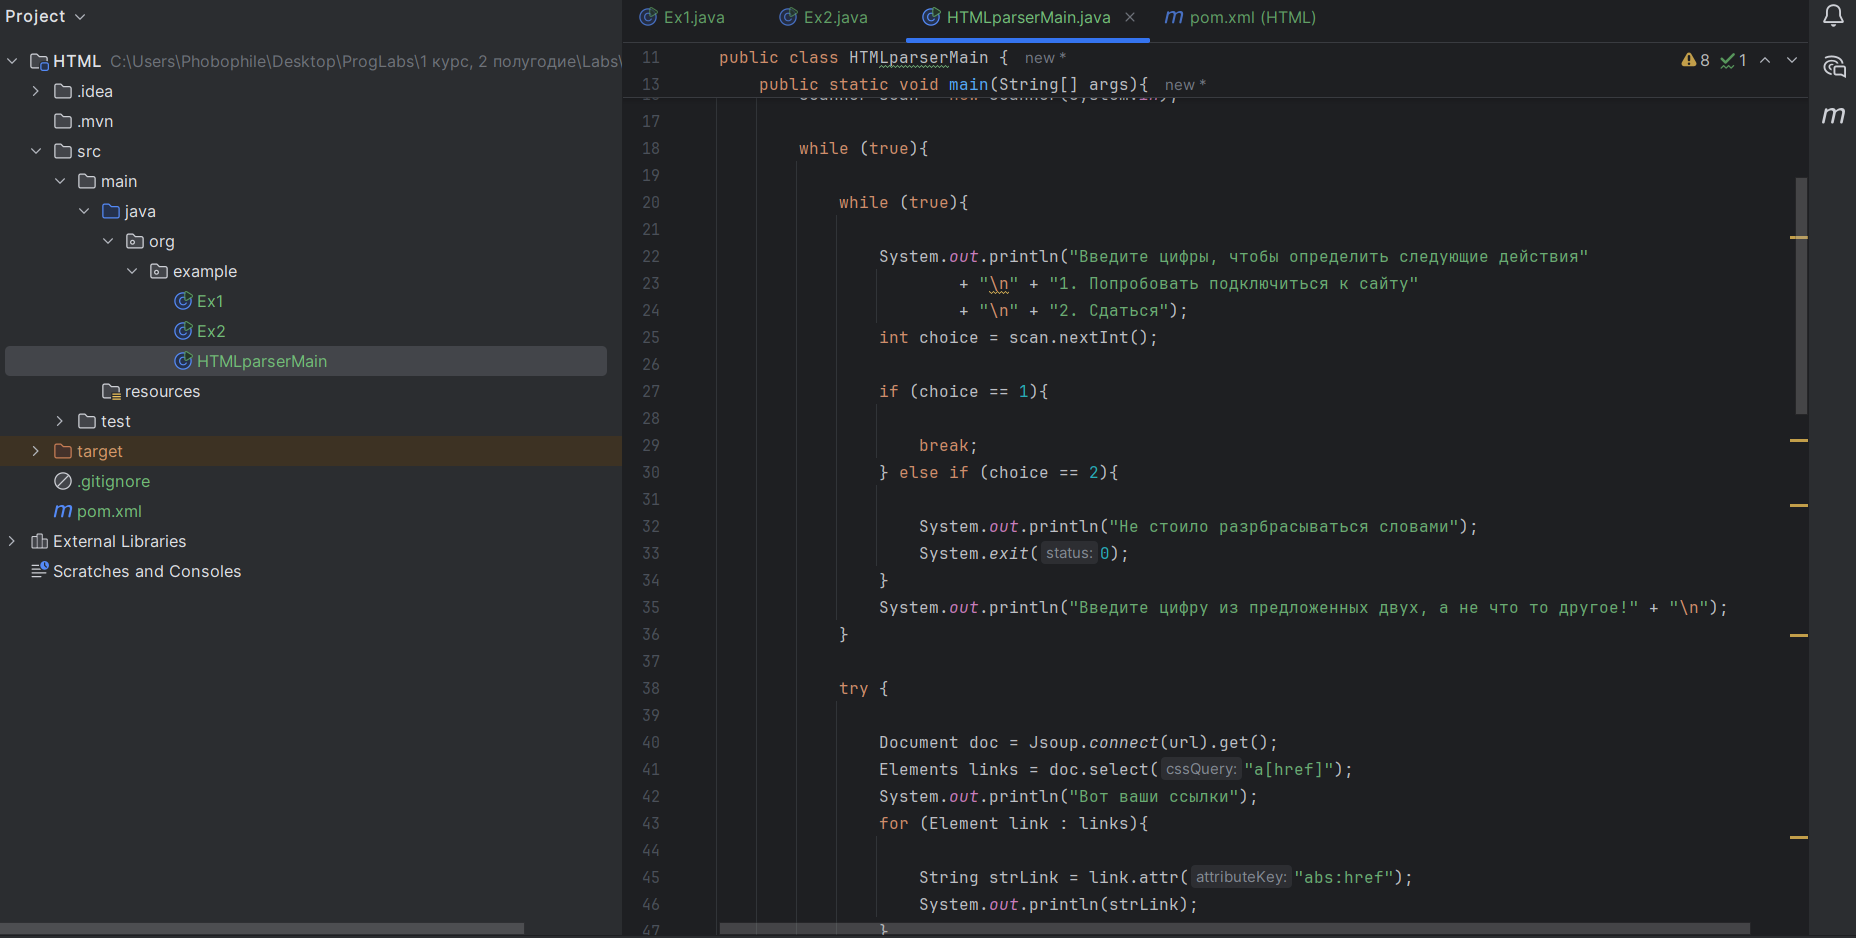 Project
HTML C:\Users\Phobophile\Desktop\ProgLabs\1 курс, 2 полугодие\Labs\
.idea
.mvn
src
main
java
org
example
Ex1
Ex2
HTMLparserMain
resources
test
target
.gitignore
m pom.xml
External Libraries
Scratches and Consoles
Ex1.java Ex2.java HTMLparserMain.java m pom.xml (HTML)
8 1
11 public class HTMLparserMain { new *
13 public static void main(String[] args){ new *
17
18 while (true){
19
20 while (true){
21
22 System.out.println("Введите цифры, чтобы определить следующие действия"
23 + "\n" + "1. Попробовать подключиться к сайту"
24 + "\n" + "2. Сдаться");
25 int choice = scan.nextInt();
26
27 if (choice == 1){
28
29 break;
30 } else if (choice == 2){
31
32 System.out.println("Не стоило разрбрасываться словами");
33 System.exit( status: 0);
34 }
35 System.out.println("Введите цифру из предложенных двух, а не что то другое!" + "\n");
36 }
37
38 try {
39
40 Document doc = Jsoup.connect(url).get();
41 Elements links = doc.select( cssQuery: "a[href]");
42 System.out.println("Вот ваши ссылки");
43 for (Element link : links){
44
45 String strLink = link.attr( attributeKey: "abs:href");
46 System.out.println(strLink);
47 }
m